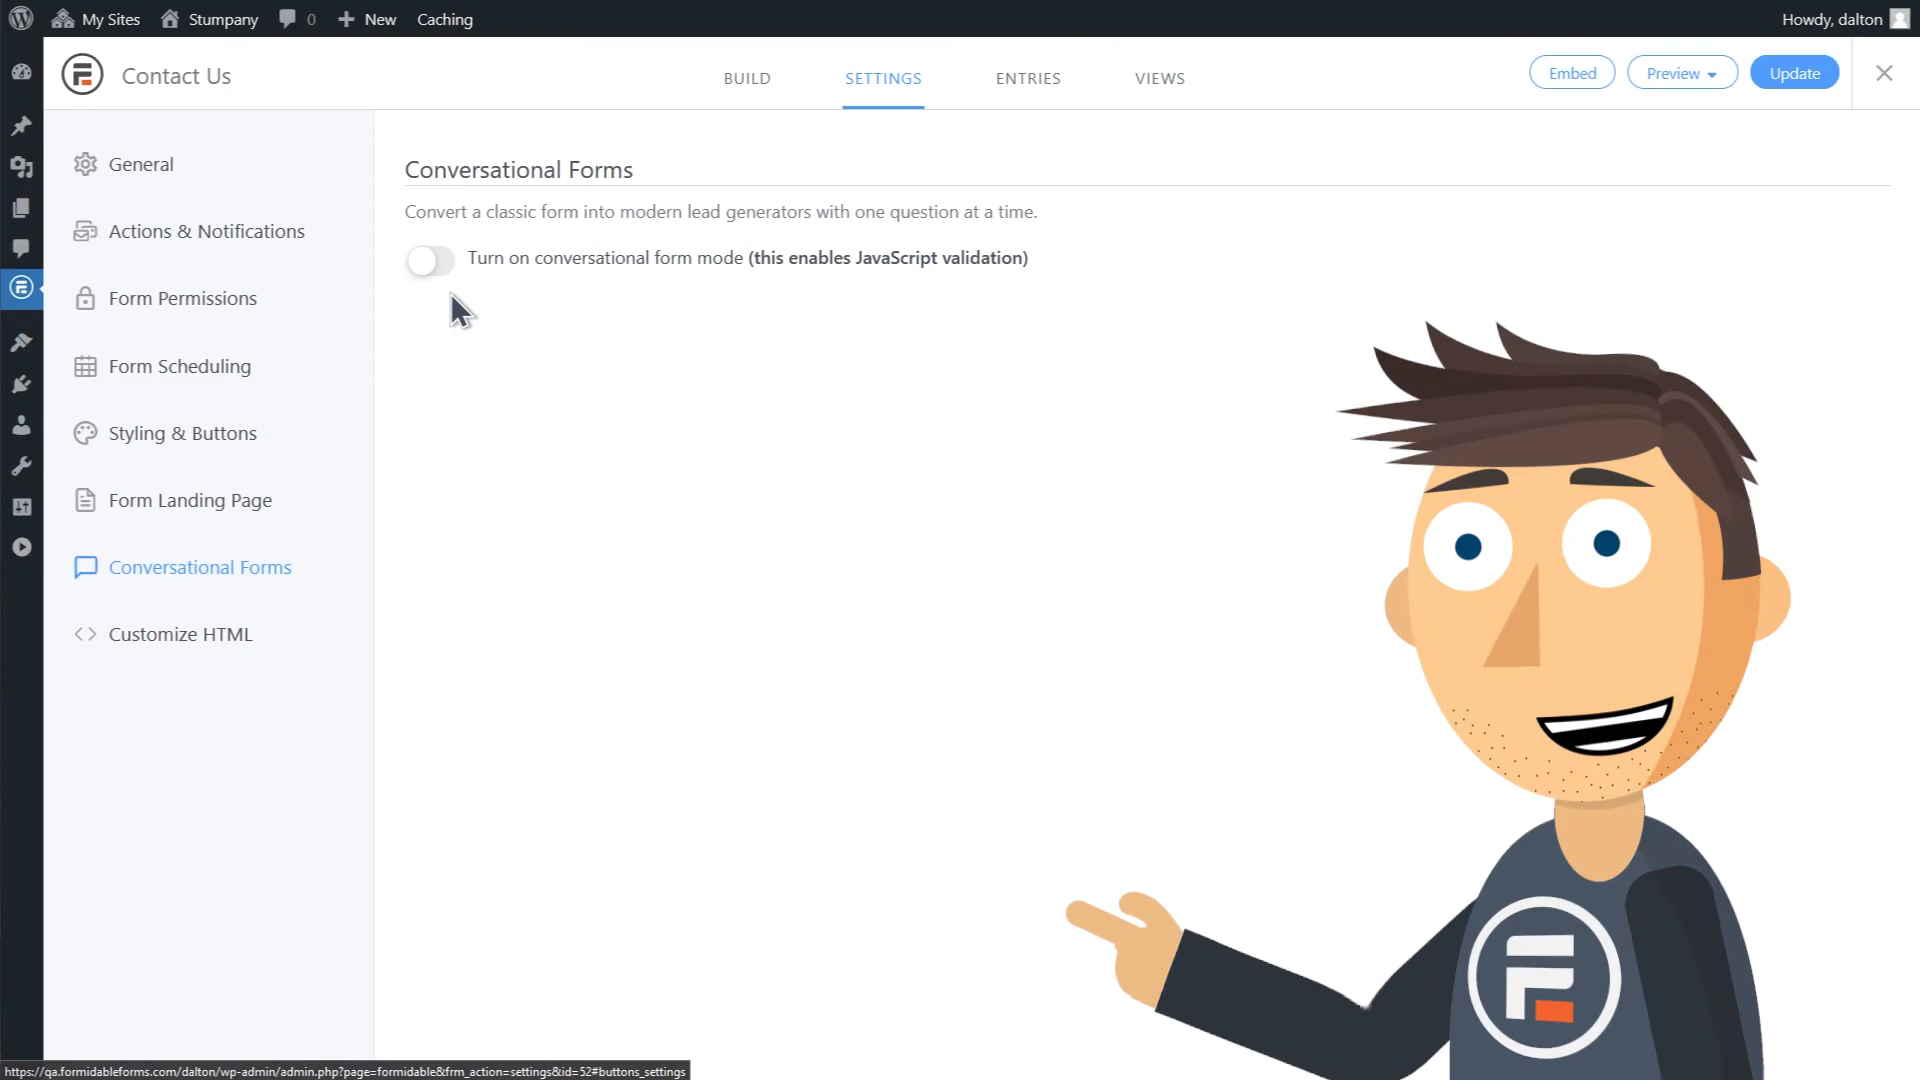 My Sites Stumpany 0 New Caching Howdy, dalton
Contact Us BUILD SETTINGS ENTRIES VIEWS Embed Preview Update
General
Actions & Notifications
Form Permissions
Form Scheduling
Styling & Buttons
Form Landing Page
Conversational Forms
Customize HTML
Conversational Forms
Convert a classic form into modern lead generators with one question at a time.
Turn on conversational form mode (this enables JavaScript validation)
https://qa.formidableforms.com/dalton/wp-admin/admin.php?page=formidable&frm_action=settings&id=52#buttons_settings